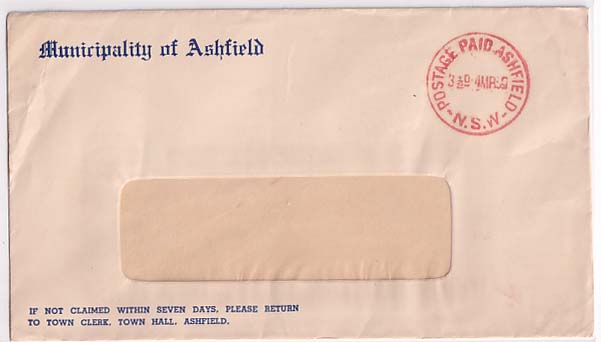 Municipality of Ashfield
POSTAGE PAID ASHFIELD
N.S.W
IF NOT CLAIMED WITHIN SEVEN DAYS, PLEASE RETURN
TO TOWN CLERK, TOWN HALL, ASHFIELD.